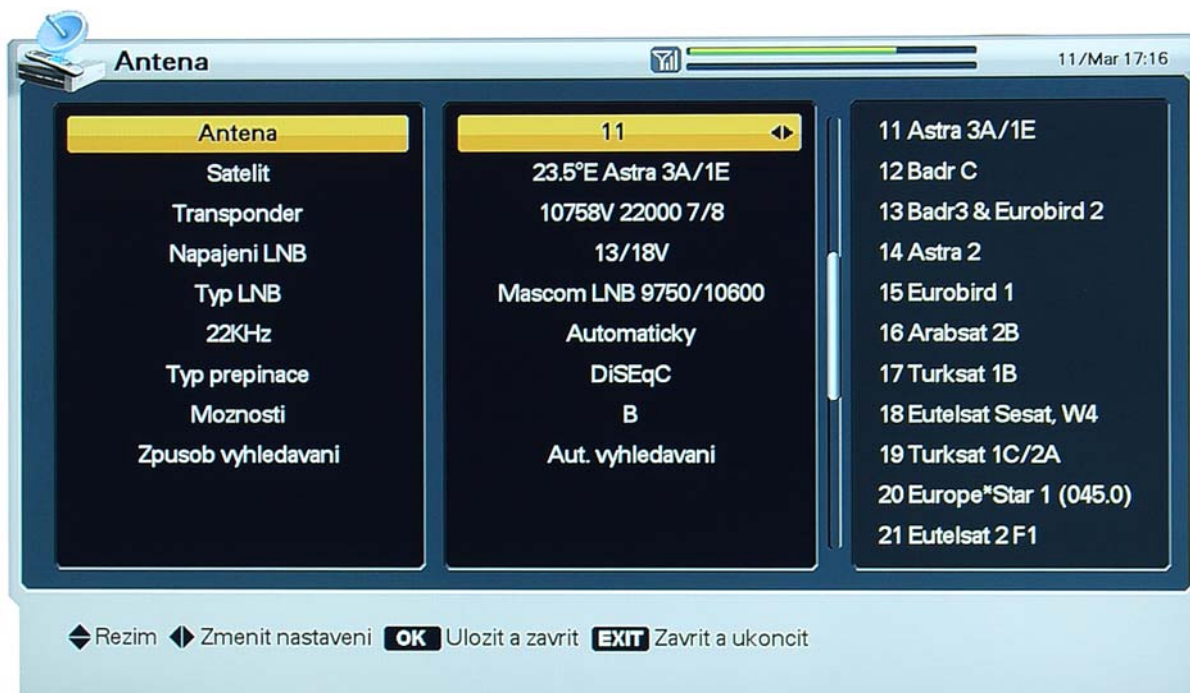 Antena
11/Mar 17:16
Antena 11
Satelit 23.5°E Astra 3A/1E
Transponder 10758V 22000 7/8
Napajeni LNB 13/18V
Typ LNB Mascom LNB 9750/10600
22KHz Automaticky
Typ prepinace DiSEqC
Moznosti B
Zpusob vyhledavani Aut. vyhledavani
11 Astra 3A/1E
12 Badr C
13 Badr3 & Eurobird 2
14 Astra 2
15 Eurobird 1
16 Arabsat 2B
17 Turksat 1B
18 Eutelsat Sesat, W4
19 Turksat 1C/2A
20 Europe*Star 1 (045.0)
21 Eutelsat 2 F1
Rezim Zmenit nastaveni OK Ulozit a zavrit EXIT Zavrit a ukoncit